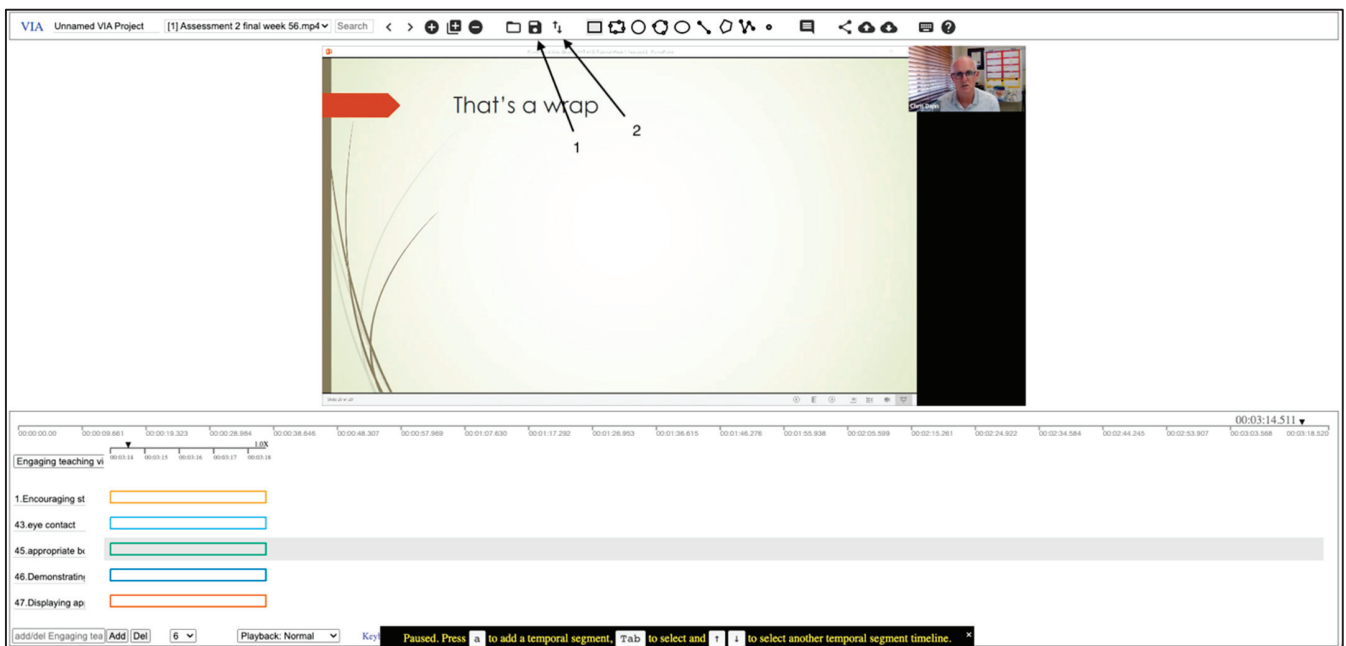 VIA Unnamed VIA Project [1] Assessment 2 final week 56.mp4 Search
That's a wrap
Chris Dann
1
2
00:03:14.511
00:00:00.00 00:00:09.661 00:00:19.323 00:00:28.984 00:00:38.646 00:00:48.307 00:00:57.969 00:01:07.630 00:01:17.292 00:01:26.953 00:01:36.615 00:01:46.276 00:01:55.938 00:02:05.599 00:02:15.261 00:02:24.922 00:02:34.584 00:02:44.245 00:02:53.907 00:03:03.568 00:03:18.520
1.0X
Engaging teaching vi 00:03:14 00:03:15 00:03:16 00:03:17 00:03:18
1.Encouraging st
43.eye contact
45.appropriate bo
46.Demonstrating
47.Displaying ap
add/del Engaging tea Add Del 6 Playback: Normal Keyb Paused. Press a to add a temporal segment, Tab to select and ↑ ↓ to select another temporal segment timeline. ×